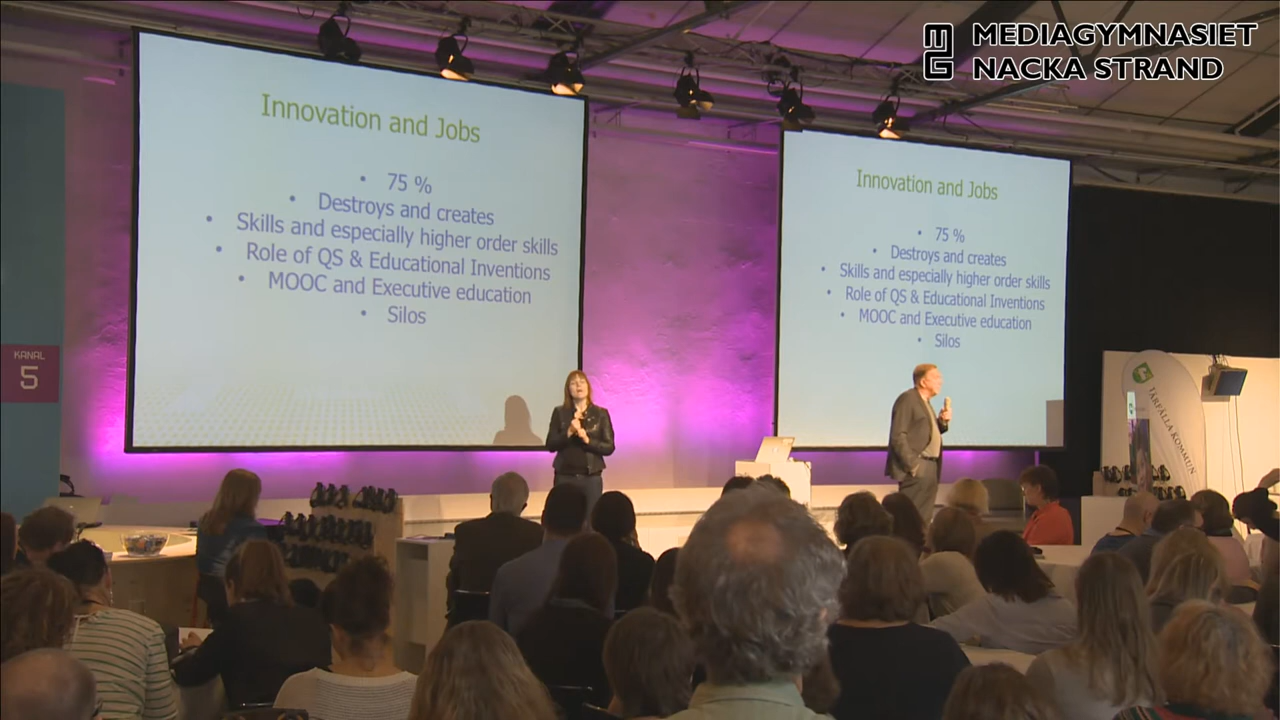 MEDIAGYMNASIET
NACKA STRAND
Innovation and Jobs
• 75 %
• Destroys and creates
• Skills and especially higher order skills
• Role of QS & Educational Inventions
• MOOC and Executive education
• Silos
Innovation and Jobs
• 75 %
• Destroys and creates
• Skills and especially higher order skills
• Role of QS & Educational Inventions
• MOOC and Executive education
• Silos
KANAL
5
JÄRFÄLLA KOMMUN